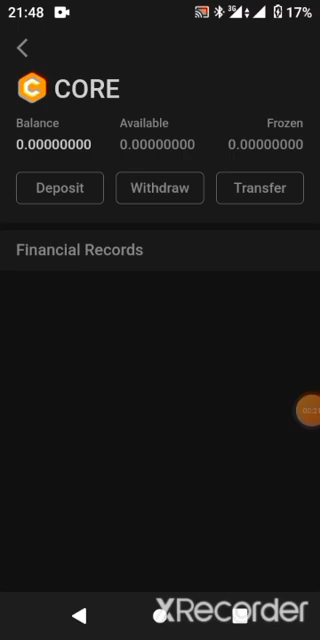 21:48 3G 17%
CORE
Balance Available Frozen
0.00000000 0.00000000 0.00000000
Deposit Withdraw Transfer
Financial Records
XRecorder